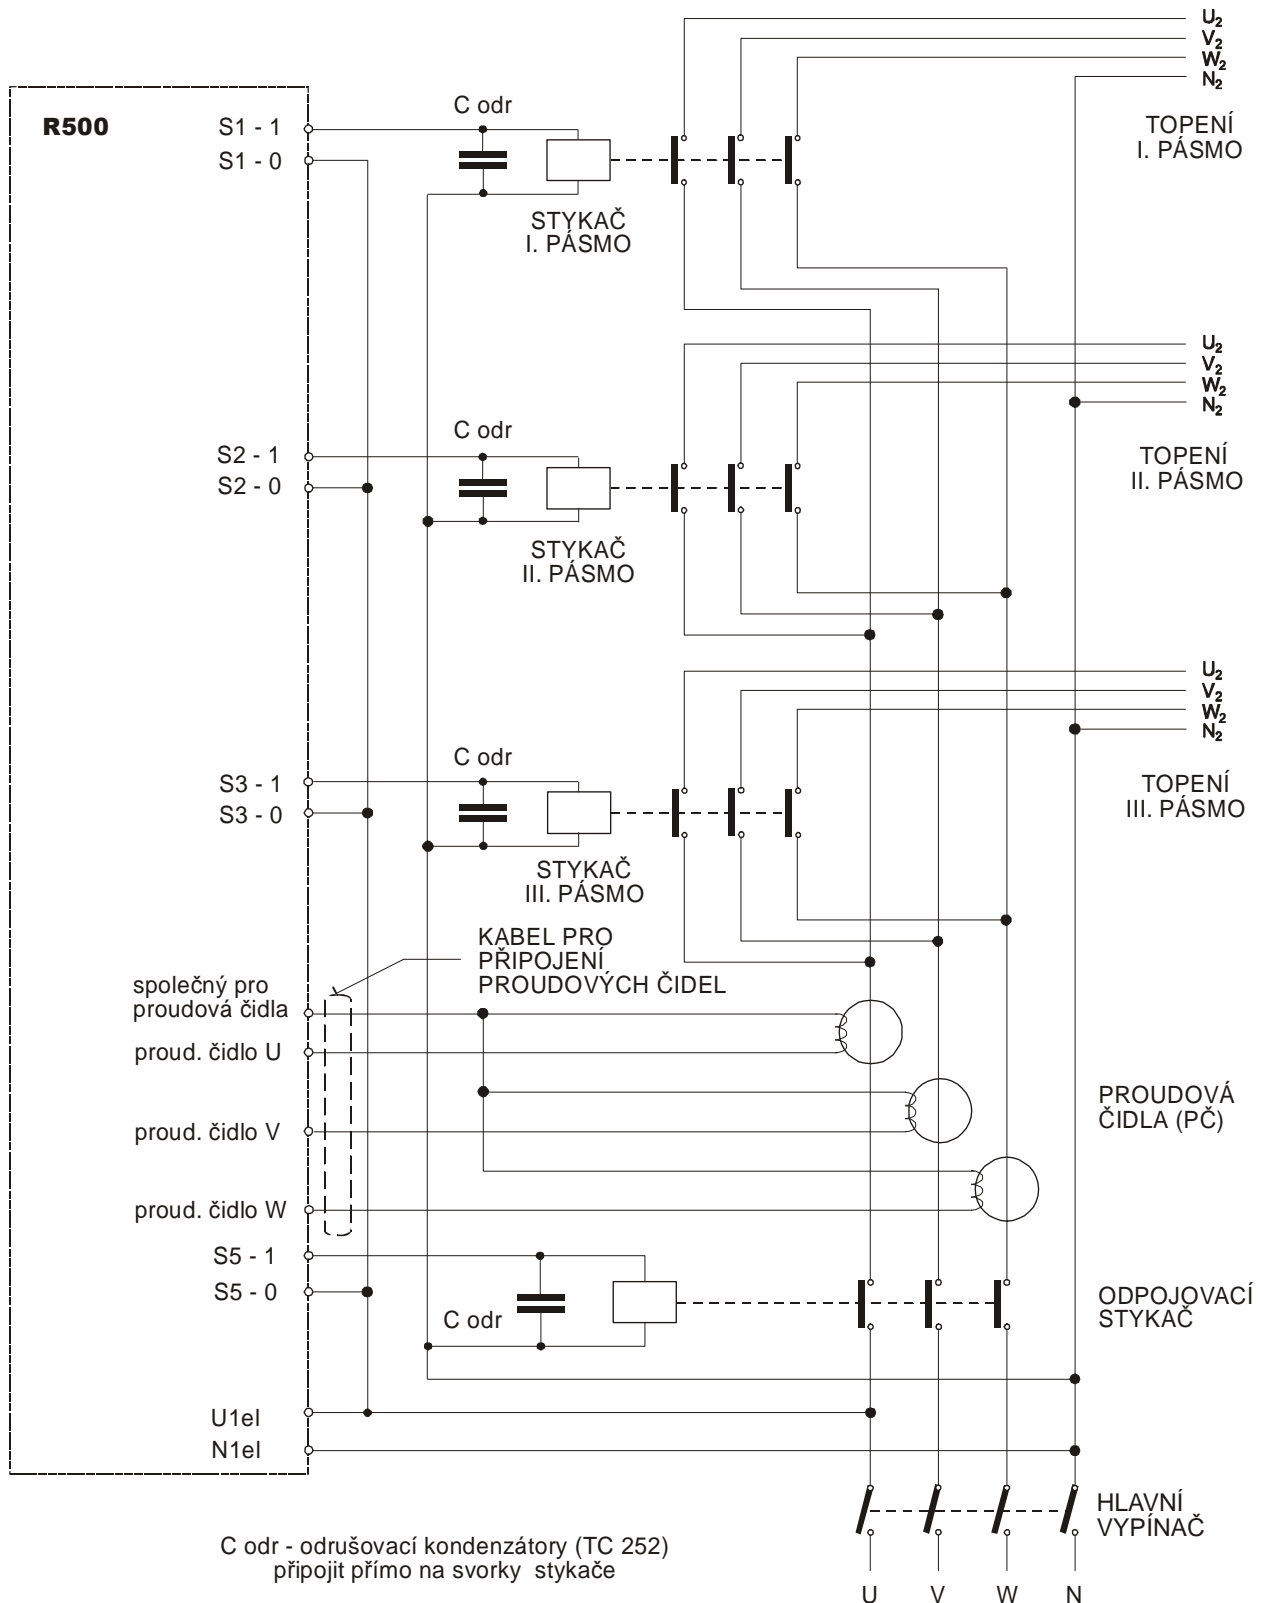 U₂
V₂
W₂
N₂
R500
S1 - 1
S1 - 0
C odr
STYKAČ
I. PÁSMO
TOPENÍ
I. PÁSMO
U₂
V₂
W₂
N₂
S2 - 1
S2 - 0
C odr
STYKAČ
II. PÁSMO
TOPENÍ
II. PÁSMO
U₂
V₂
W₂
N₂
S3 - 1
S3 - 0
C odr
STYKAČ
III. PÁSMO
TOPENÍ
III. PÁSMO
KABEL PRO
PŘIPOJENÍ
PROUDOVÝCH ČIDEL
společný pro
proudová čidla
proud. čidlo U
proud. čidlo V
proud. čidlo W
PROUDOVÁ
ČIDLA (PČ)
S5 - 1
S5 - 0
C odr
ODPOJOVACÍ
STYKAČ
U1el
N1el
HLAVNÍ
VYPÍNAČ
C odr - odrušovací kondenzátory (TC 252)
připojit přímo na svorky stykače
U
V
W
N